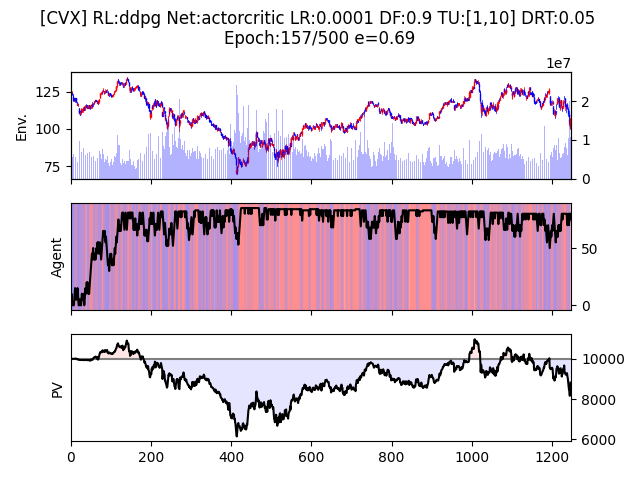 [CVX] RL:ddpg Net:actorcritic LR:0.0001 DF:0.9 TU:[1,10] DRT:0.05
Epoch:157/500 e=0.69
1e7
125
100
75
Env.
2
1
0
Agent
50
0
PV
10000
8000
6000
0 200 400 600 800 1000 1200